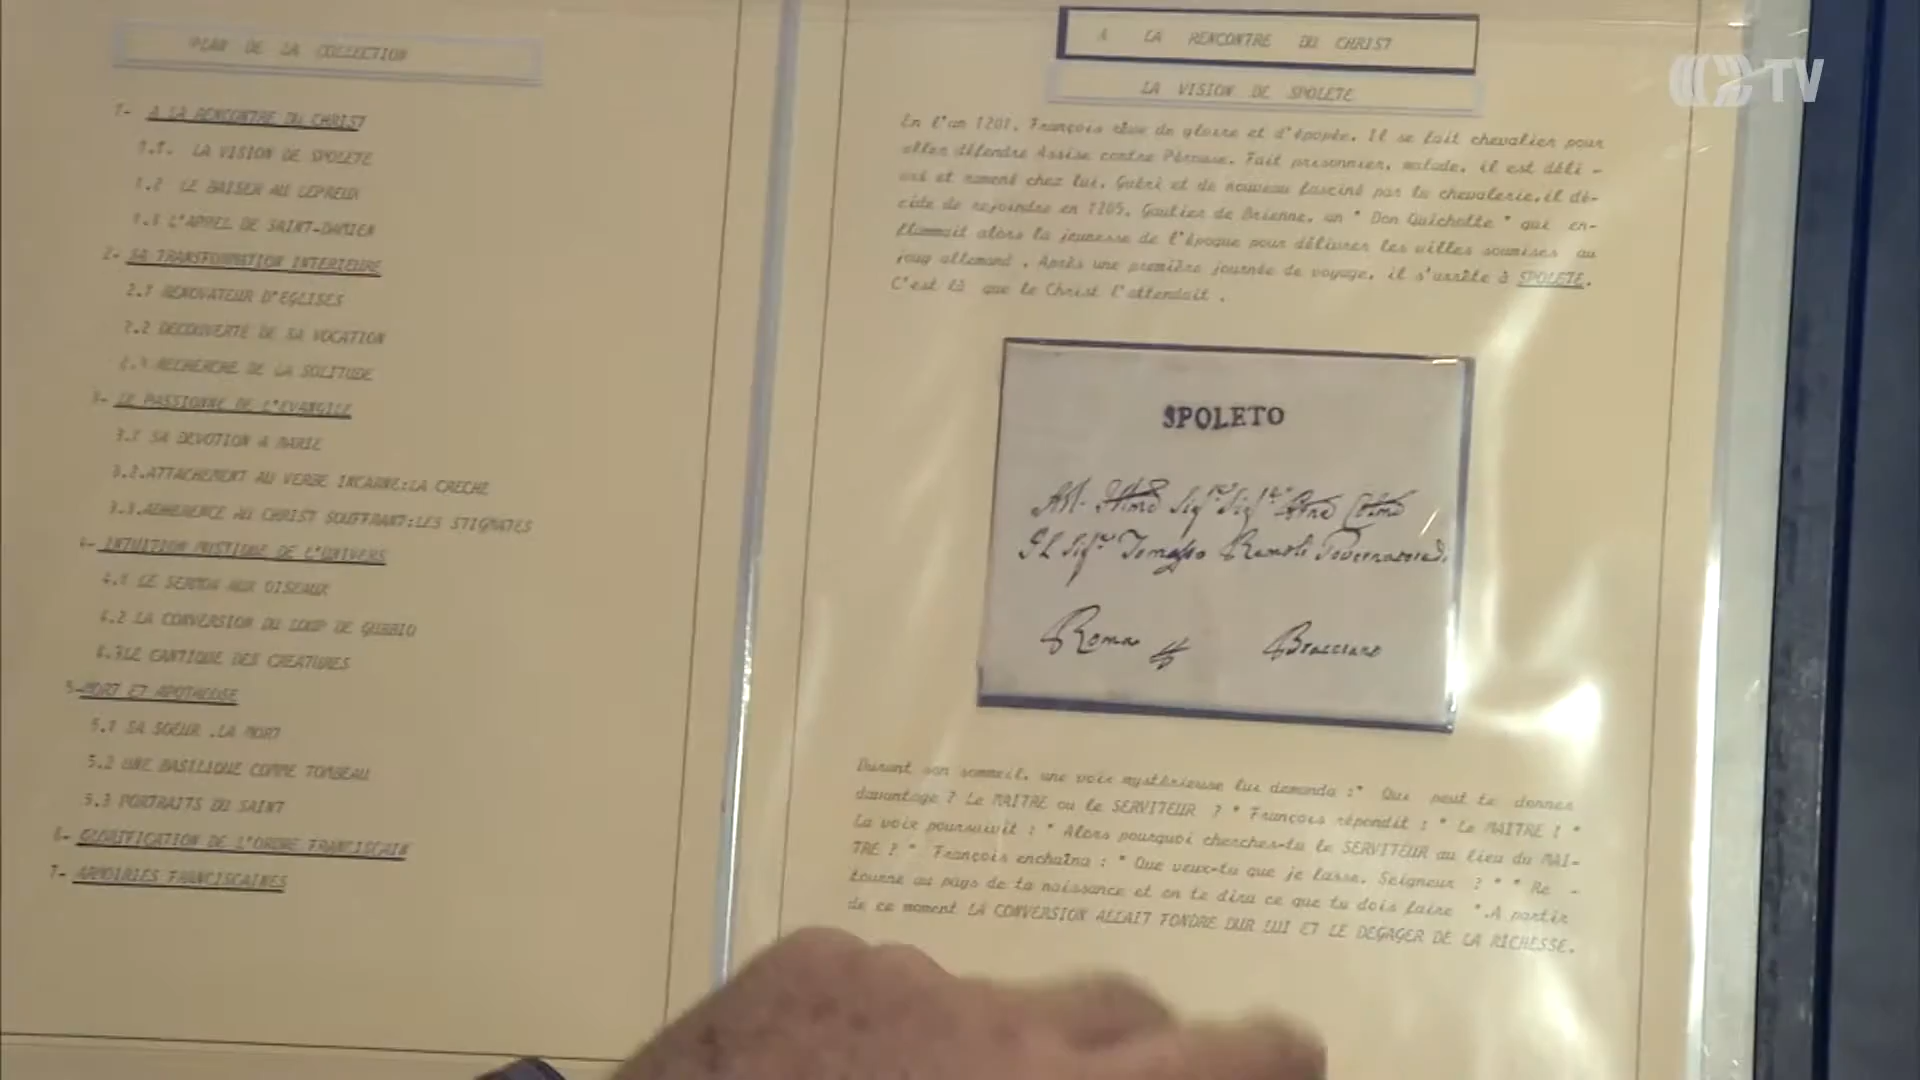 PLAN DE LA COLLECTION
1- A LA RENCONTRE DU CHRIST
1.1. LA VISION DE SPOLETE
1.2 LE BAISER AU LEPREUX
1.3 L'APPEL DE SAINT-DAMIEN
2- SA TRANSFORMATION INTERIEURE
2.1 RENOVATEUR D'EGLISES
2.2 DECOUVERTE DE SA VOCATION
2.3 RECHERCHE DE LA SOLITUDE
3- LE PASSIONNE DE L'EVANGILE
3.1 SA DEVOTION A MARIE
3.2.ATTACHEMENT AU VERBE INCARNE:LA CRECHE
3.3.ADHERENCE AU CHRIST SOUFFRANT:LES STIGMATES
4- INTUITION MYSTIQUE DE L'UNIVERS
4.1 LE SERMON AUX OISEAUX
4.2 LA CONVERSION DU LOUP DE GUBBIO
4.3LE CANTIQUE DES CREATURES
5-MORT ET APOTHEOSE
5.1 SA SOEUR .LA MORT
5.2 UNE BASILIQUE COMME TOMBEAU
5.3 PORTRAITS DU SAINT
6- GLORIFICATION DE L'ORDRE FRANCISCAIN
7- ARMOIRIES FRANCISCAINES
A LA RENCONTRE DU CHRIST
LA VISION DE SPOLETE
En l'an 1201, François rêve de gloire et d'épopée. Il se fait chevalier pour
aller défendre Assise contre Pérouse. Fait prisonnier, malade, il est déli -
vré et ramené chez lui. Guéri et de nouveau fasciné par la chevalerie,il dé-
cide de rejoindre en 1205, Gautier de Brienne, un " Don Quichotte " qui en-
flammait alors la jeunesse de l'époque pour délivrer les villes soumises au
joug allemand . Après une première journée de voyage, il s'arrête à SPOLETE.
C'est là que le Christ l'attendait .
SPOLETO
Roma Bracciano
Durant son sommeil, une voix mystérieuse lui demanda :" Qui peut te donner
davantage ? Le MAITRE ou le SERVITEUR ? " François répondit : " Le MAITRE ! "
La voix poursuivit : " Alors pourquoi cherches-tu le SERVITEUR au lieu du MAI-
TRE ? " François enchaîna : " Que veux-tu que je fasse, Seigneur ? " " Re -
tourne au pays de ta naissance et on te dira ce que tu dois faire ".A partir
de ce moment LA CONVERSION ALLAIT FONDRE DUR LUI ET LE DEGAGER DE LA RICHESSE.
TV